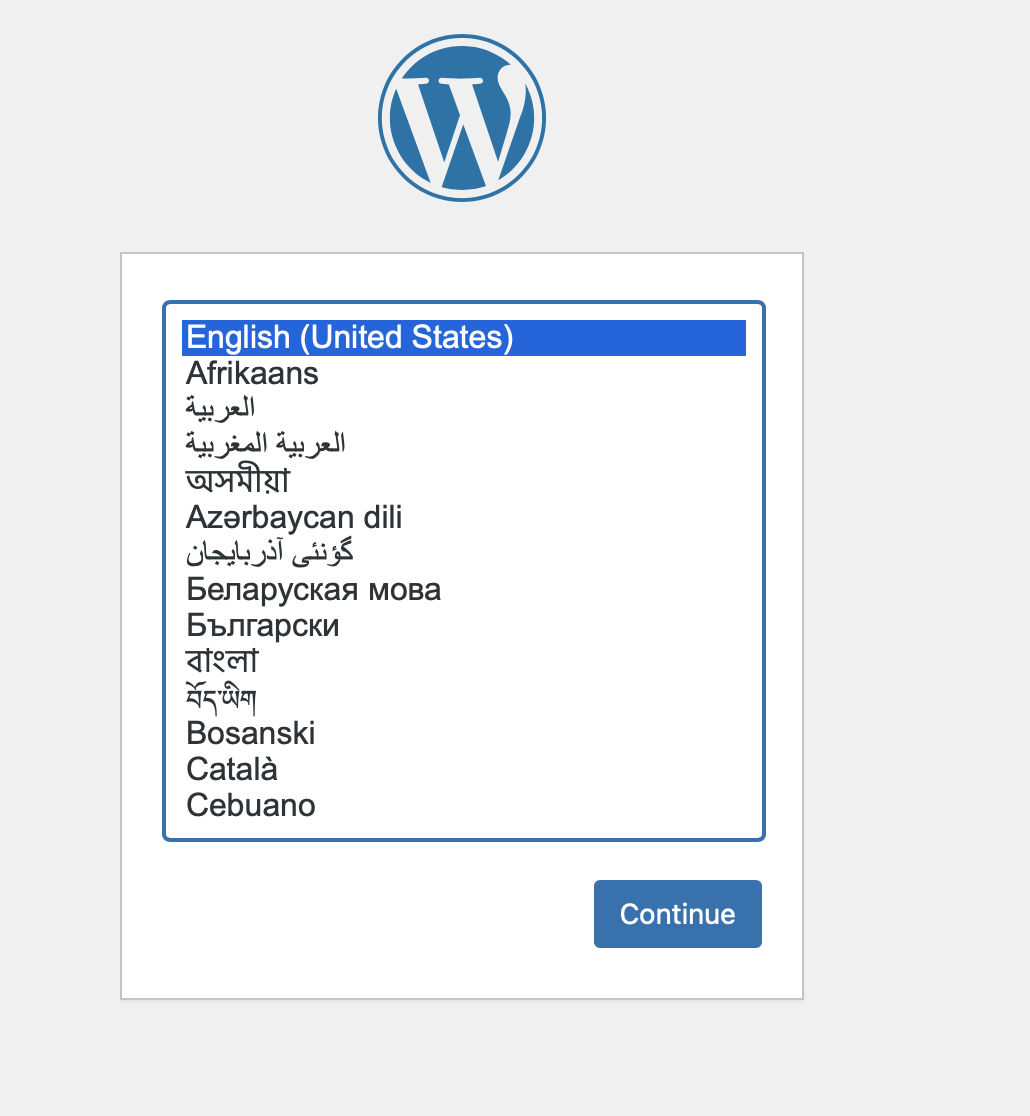 English (United States)
Afrikaans
العربية
العربية المغربية
অসমীয়া
Azərbaycan dili
گؤنئی آذربایجان
Беларуская мова
Български
বাংলা
བོད་ཡིག
Bosanski
Català
Cebuano
Continue